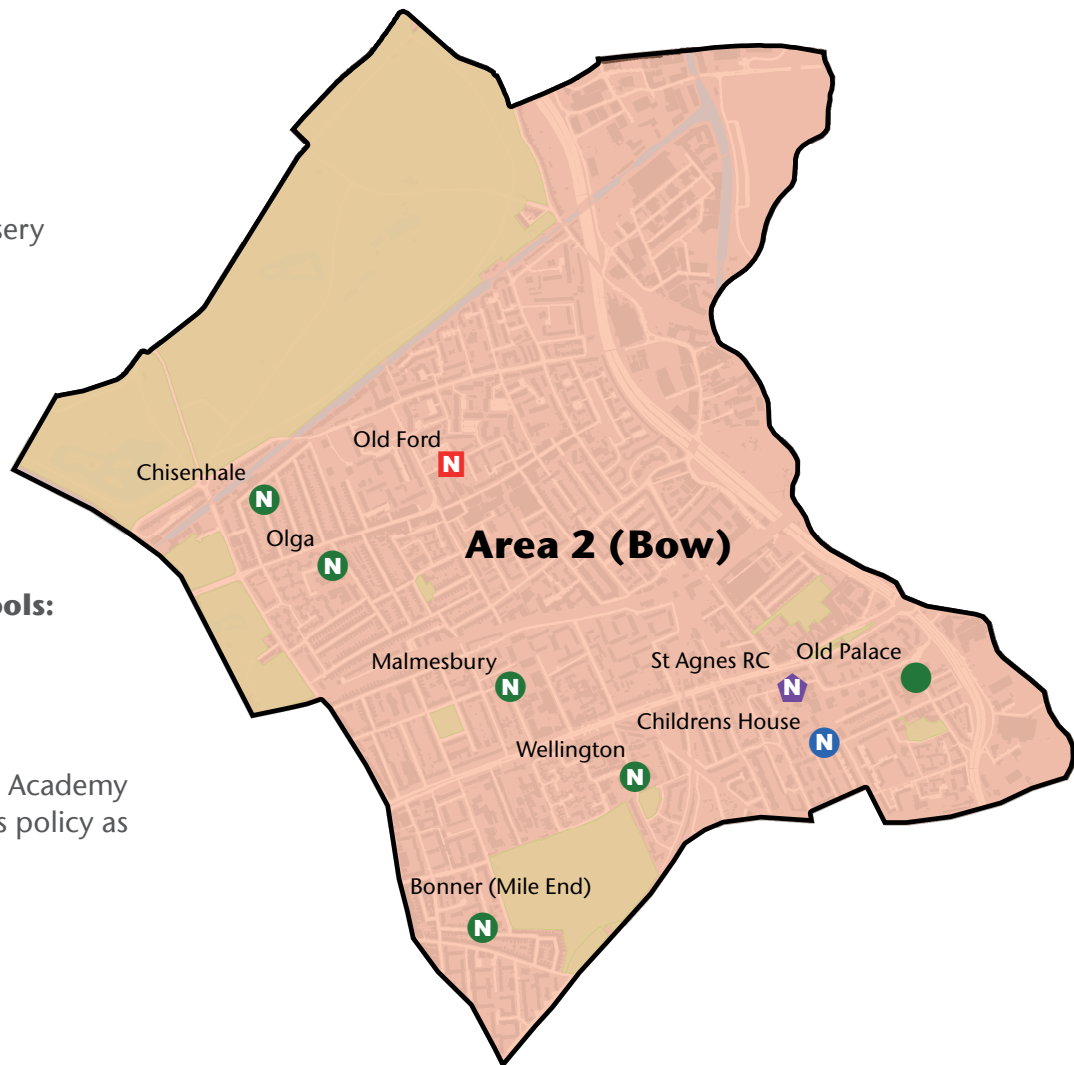 sery
Old Ford
N
Chisenhale
N
Olga
N
Area 2 (Bow)
ols:
Malmesbury
N
St Agnes RC
N
Old Palace
Childrens House
N
Wellington
N
Academy
s policy as
Bonner (Mile End)
N